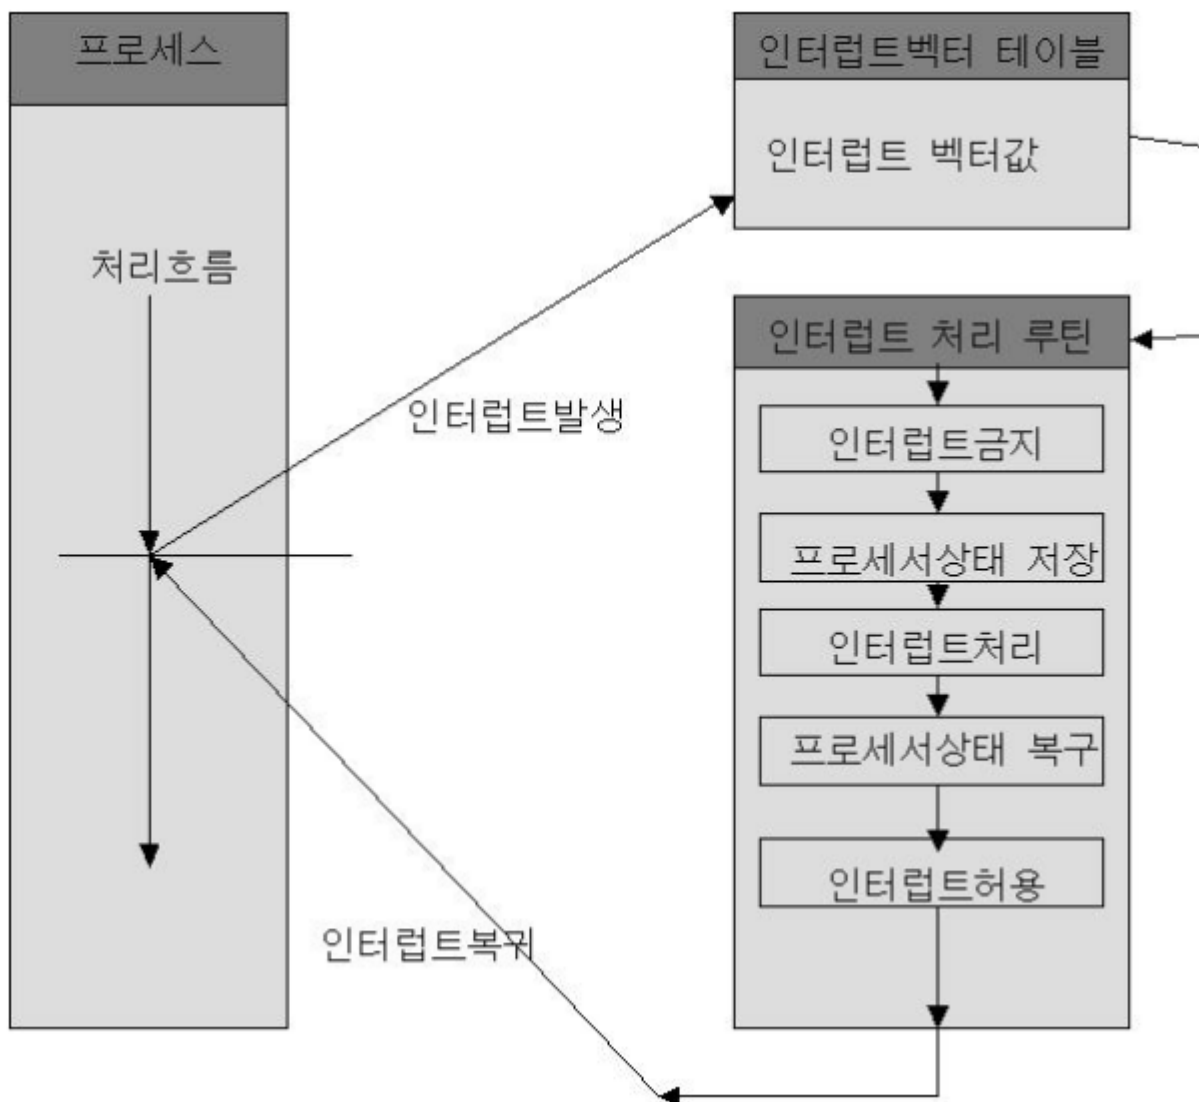 프로세스
처리흐름
인터럽트발생
인터럽트복귀
인터럽트벡터 테이블
인터럽트 벡터값
인터럽트 처리 루틴
인터럽트금지
프로세서상태 저장
인터럽트처리
프로세서상태 복구
인터럽트허용